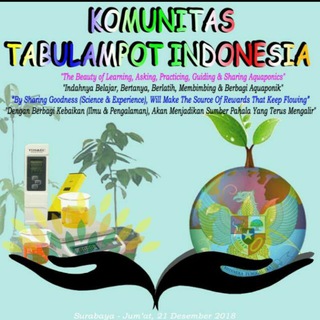 KOMUNITAS
TABULAMPOT INDONESIA
"The Beauty of Learning, Asking, Practicing, Guiding & Sharing Aquaponics"
"Indahnya Belajar, Bertanya, Berlatih, Membimbing & Berbagi Aquaponik"
"By Sharing Goodness (Science & Experience), Will Make The Source Of Rewards That Keep Flowing"
"Dengan Berbagi Kebaikan (Ilmu & Pengalaman), Akan Menjadikan Sumber Pahala Yang Terus Mengalir"
Surabaya - Jum'at, 21 Desember 2018